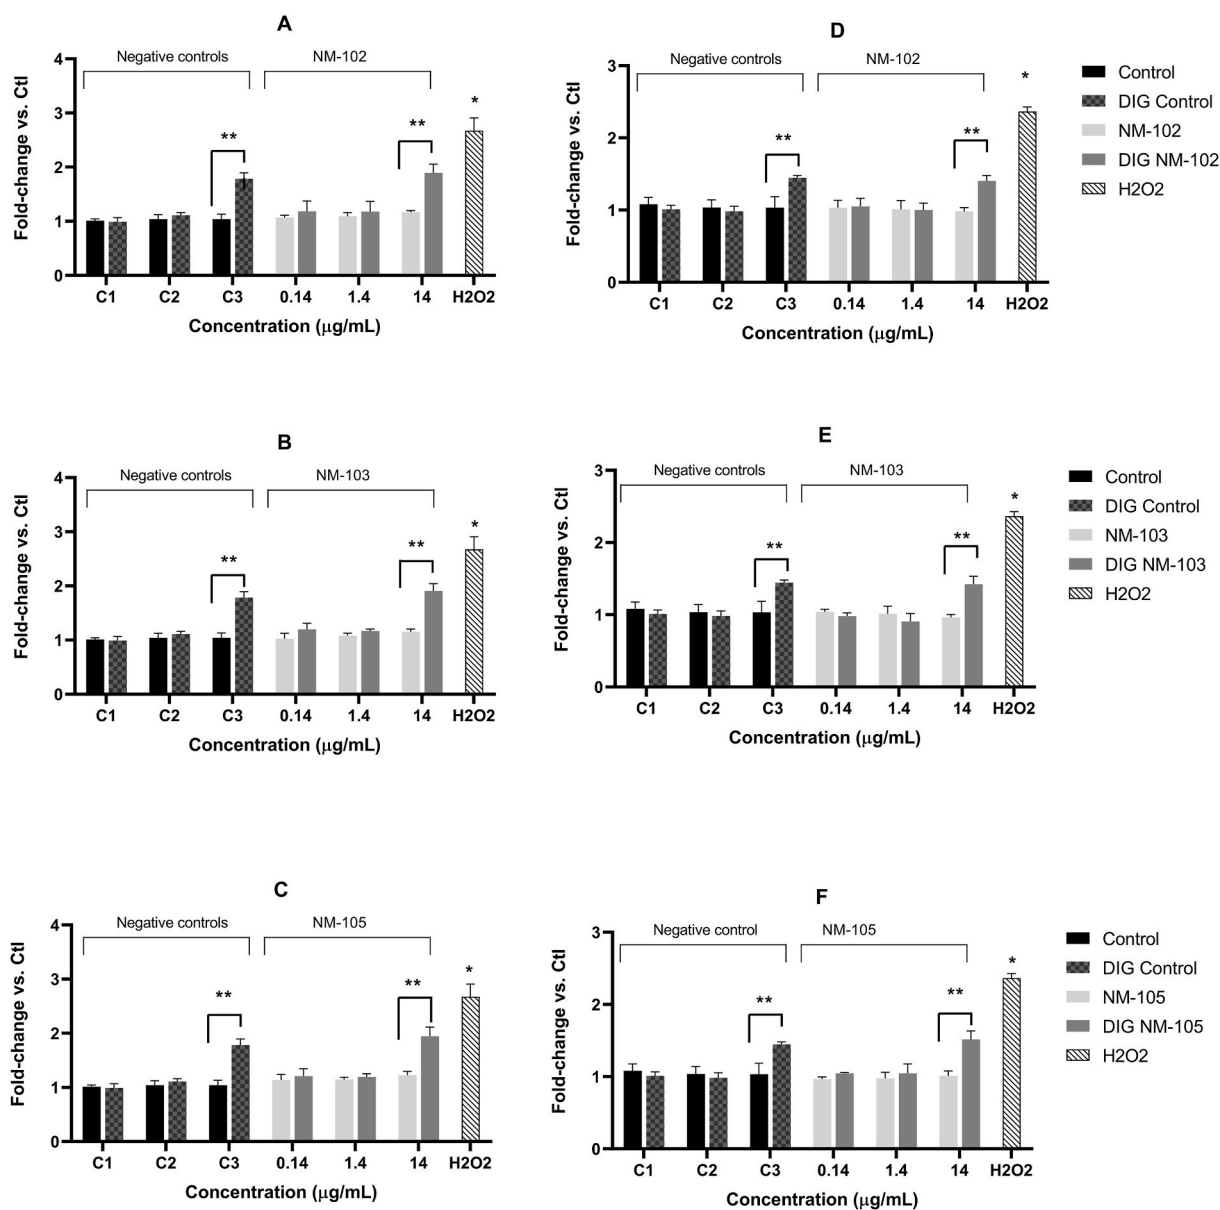 A
Negative controls NM-102
Fold-change vs. Ctl
4
3
2
1
0
** ** *
C1 C2 C3 0.14 1.4 14 H2O2
Concentration (μg/mL)
D
Negative controls NM-102
Fold-change vs. Ctl
3
2
1
0
** ** *
C1 C2 C3 0.14 1.4 14 H2O2
Concentration (μg/mL)
Control
DIG Control
NM-102
DIG NM-102
H2O2
B
Negative controls NM-103
Fold-change vs. Ctl
4
3
2
1
0
** ** *
C1 C2 C3 0.14 1.4 14 H2O2
Concentration (μg/mL)
E
Negative controls NM-103
Fold-change vs. Ctl
3
2
1
0
** ** *
C1 C2 C3 0.14 1.4 14 H2O2
Concentration (μg/mL)
Control
DIG Control
NM-103
DIG NM-103
H2O2
C
Negative controls NM-105
Fold-change vs. Ctl
4
3
2
1
0
** ** *
C1 C2 C3 0.14 1.4 14 H2O2
Concentration (μg/mL)
F
Negative control NM-105
Fold-change vs. Ctl
3
2
1
0
** ** *
C1 C2 C3 0.14 1.4 14 H2O2
Concentration (μg/mL)
Control
DIG Control
NM-105
DIG NM-105
H2O2